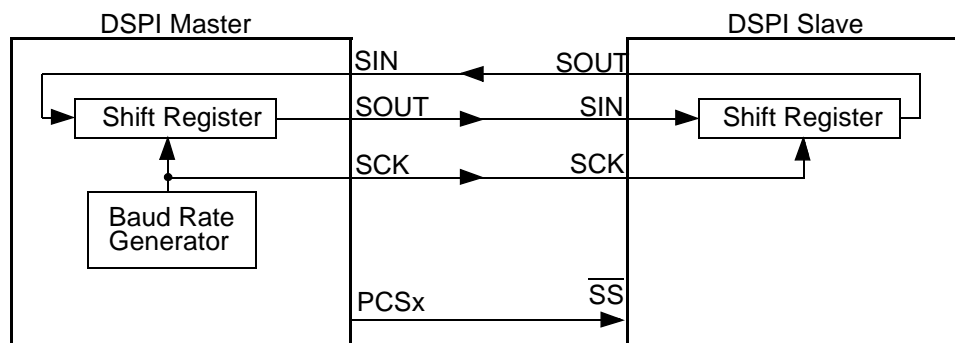 DSPI Master
DSPI Slave
SIN
SOUT
Shift Register
SOUT
SIN
Shift Register
SCK
SCK
Baud Rate
Generator
PCSx
SS